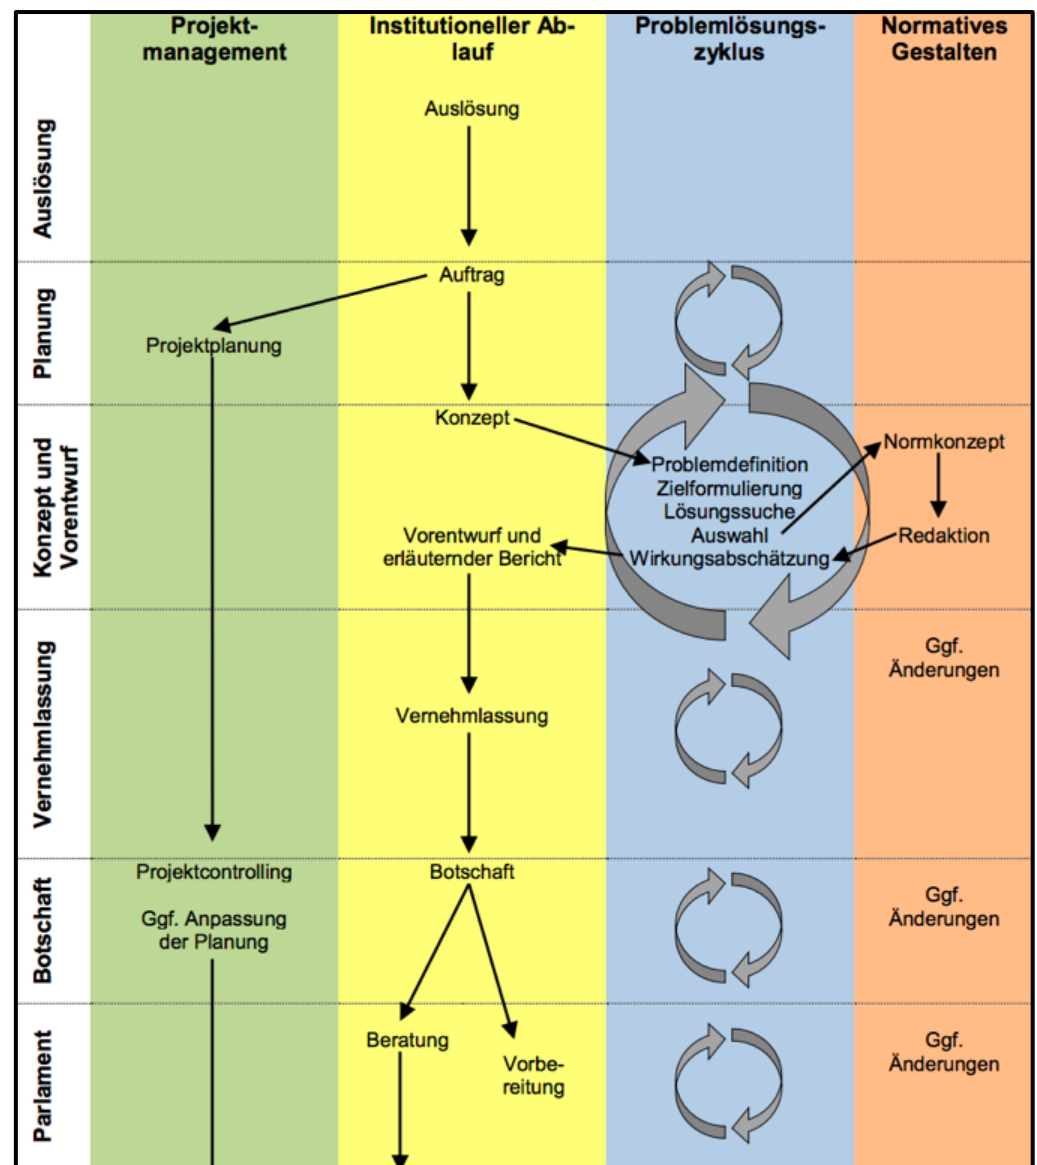 Projekt-
management
Institutioneller Ab-
lauf
Problemlösungs-
zyklus
Normatives
Gestalten
Auslösung
Auslösung
Planung
Auftrag
Projektplanung
Konzept und
Vorentwurf
Konzept
Problemdefinition
Zielformulierung
Lösungssuche
Auswahl
Wirkungsabschätzung
Normkonzept
Redaktion
Vorentwurf und
erläuternder Bericht
Vernehmlassung
Vernehmlassung
Ggf.
Änderungen
Botschaft
Projektcontrolling
Ggf. Anpassung
der Planung
Botschaft
Ggf.
Änderungen
Parlament
Beratung
Vorbe-
reitung
Ggf.
Änderungen